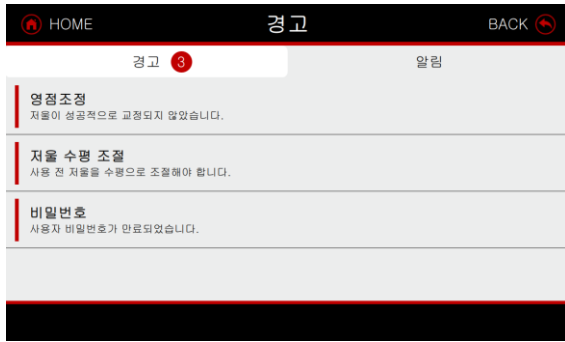 HOME
경고
BACK
경고 3
알림
영점조정
저울이 성공적으로 교정되지 않았습니다.
저울 수평 조절
사용 전 저울을 수평으로 조절해야 합니다.
비밀번호
사용자 비밀번호가 만료되었습니다.